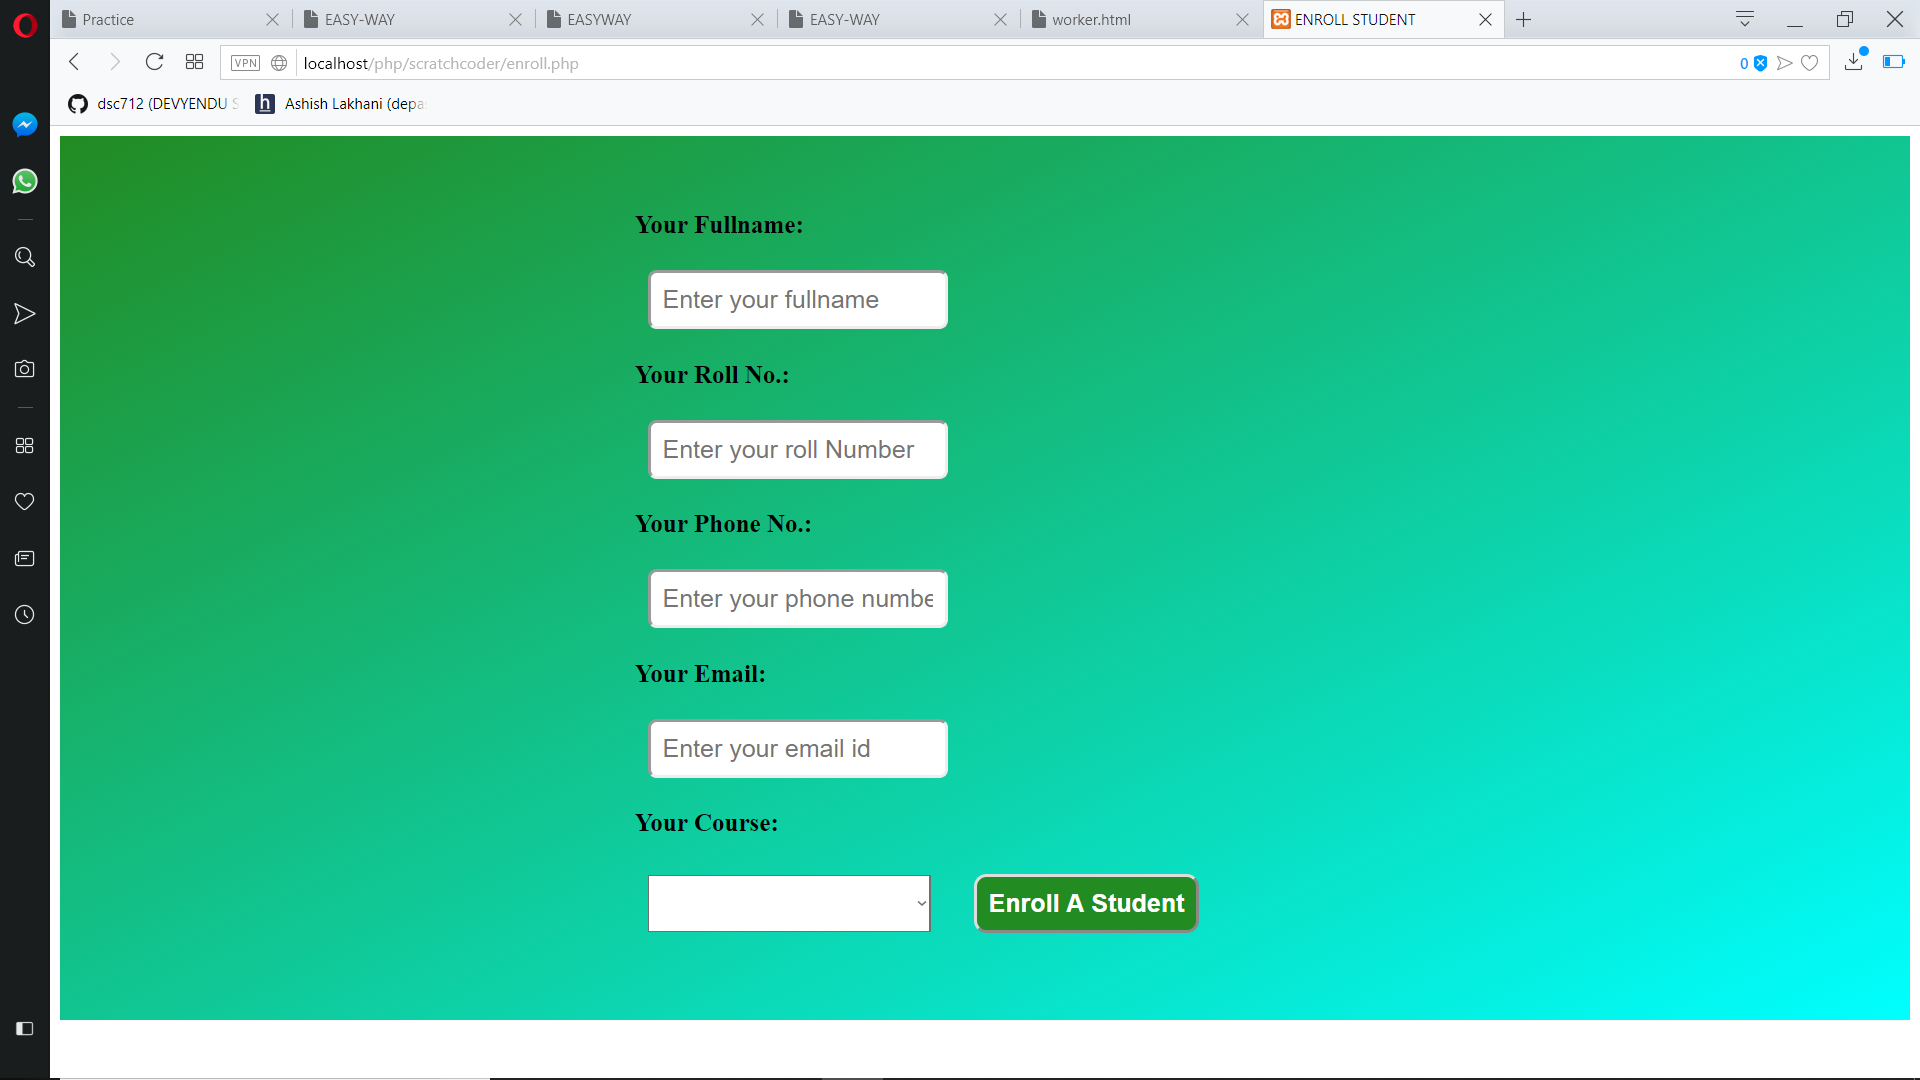 Practice
EASY-WAY
EASYWAY
EASY-WAY
worker.html
ENROLL STUDENT
VPN
localhost/php/scratchcoder/enroll.php
0
dsc712 (DEVYENDU S
h
Ashish Lakhani (depa
Your Fullname:
Enter your fullname
Your Roll No.:
Enter your roll Number
Your Phone No.:
Enter your phone numbe
Your Email:
Enter your email id
Your Course:
Enroll A Student